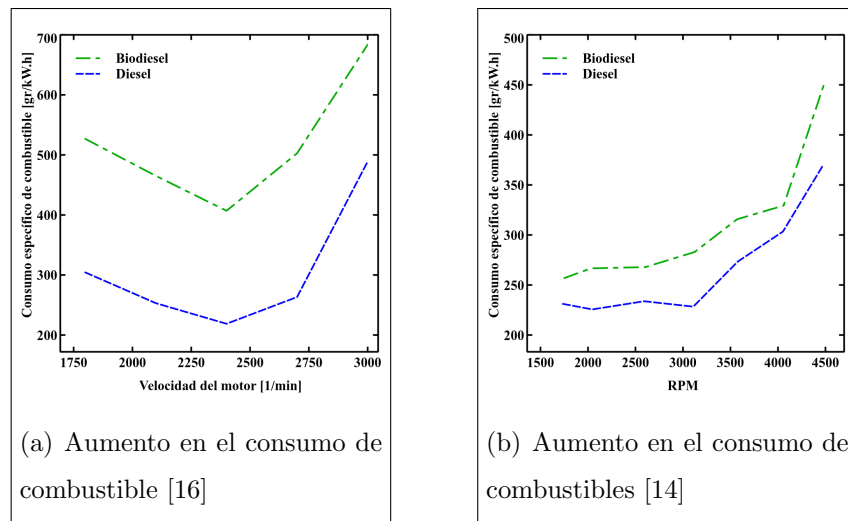 700
600
500
400
300
200
Consumo específico de combustible [gr/kW.h]
Biodiesel
Diesel
1750 2000 2250 2500 2750 3000
Velocidad del motor [1/min]
(a) Aumento en el consumo de
combustible [16]
500
450
400
350
300
250
200
Consumo específico de combustible [gr/kW.h]
Biodiesel
Diesel
1500 2000 2500 3000 3500 4000 4500
RPM
(b) Aumento en el consumo de
combustibles [14]